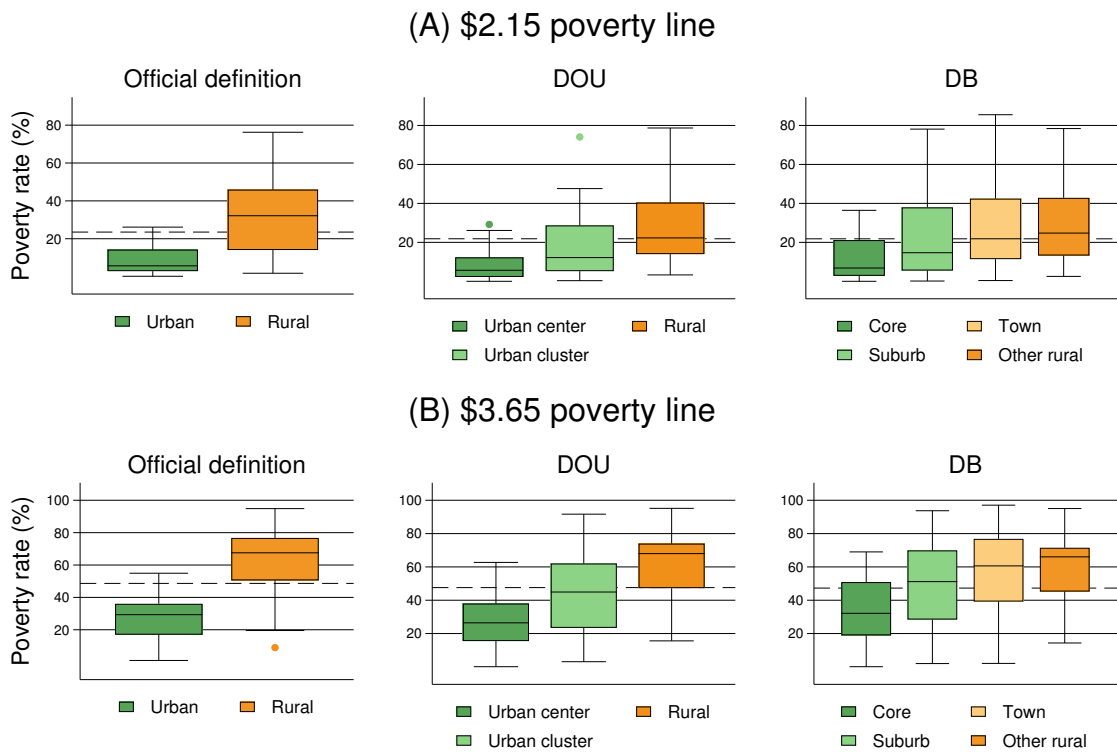 (A) $2.15 poverty line
Official definition
DOU
DB
Poverty rate (%)
80
60
40
20
80
60
40
20
80
60
40
20
Urban
Rural
Urban center
Rural
Urban cluster
Core
Town
Suburb
Other rural
(B) $3.65 poverty line
Official definition
DOU
DB
Poverty rate (%)
100
80
60
40
20
100
80
60
40
20
100
80
60
40
20
Urban
Rural
Urban center
Rural
Urban cluster
Core
Town
Suburb
Other rural